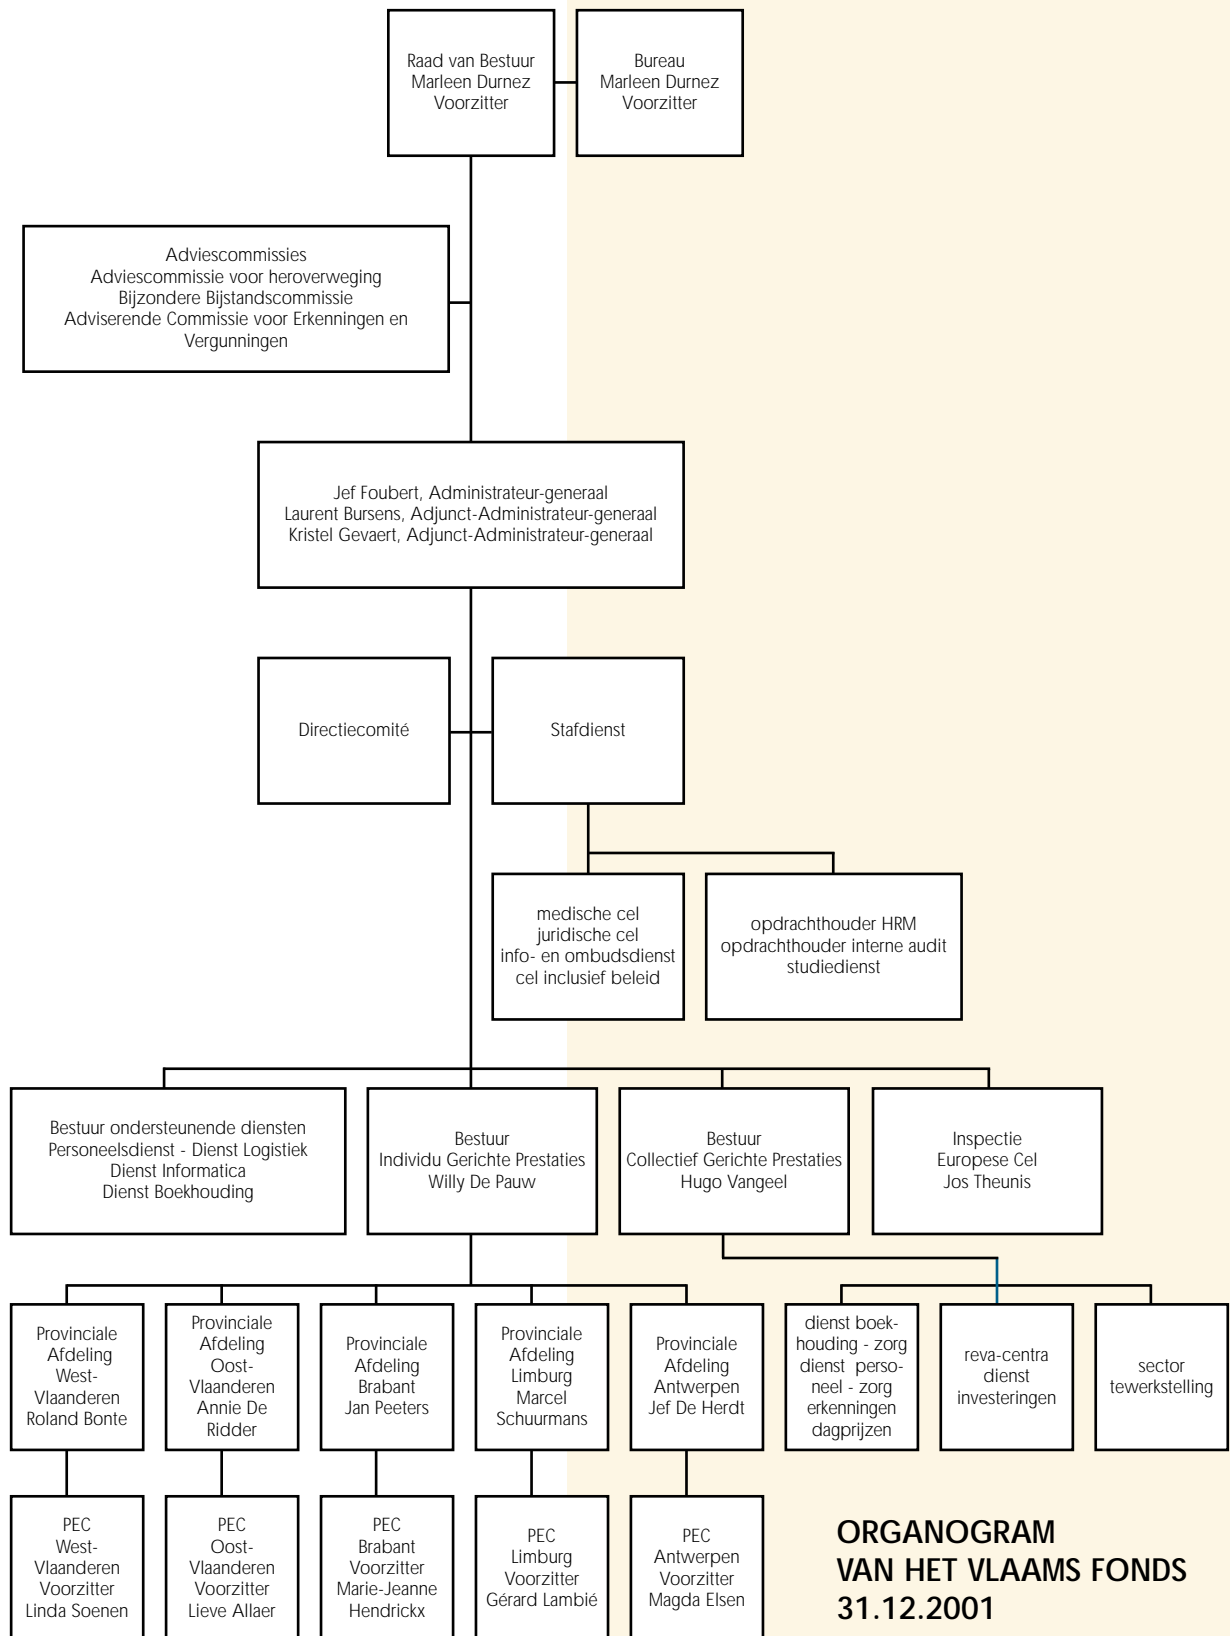 Raad van Bestuur
Marleen Durnez
Voorzitter
Bureau
Marleen Durnez
Voorzitter
Adviescommissies
Adviescommissie voor heroverweging
Bijzondere Bijstandscommissie
Adviserende Commissie voor Erkenningen en
Vergunningen
Jef Foubert, Administrateur-generaal
Laurent Bursens, Adjunct-Administrateur-generaal
Kristel Gevaert, Adjunct-Administrateur-generaal
Directiecomité
Stafdienst
medische cel
juridische cel
info- en ombudsdienst
cel inclusief beleid
opdrachthouder HRM
opdrachthouder interne audit
studiedienst
Bestuur ondersteunende diensten
Personeelsdienst - Dienst Logistiek
Dienst Informatica
Dienst Boekhouding
Bestuur
Individu Gerichte Prestaties
Willy De Pauw
Bestuur
Collectief Gerichte Prestaties
Hugo Vangeel
Inspectie
Europese Cel
Jos Theunis
Provinciale
Afdeling
West-
Vlaanderen
Roland Bonte
Provinciale
Afdeling
Oost-
Vlaanderen
Annie De
Ridder
Provinciale
Afdeling
Brabant
Jan Peeters
Provinciale
Afdeling
Limburg
Marcel
Schuurmans
Provinciale
Afdeling
Antwerpen
Jef De Herdt
dienst boek-
houding - zorg
dienst perso-
neel - zorg
erkenningen
dagprijzen
reva-centra
dienst
investeringen
sector
tewerkstelling
PEC
West-
Vlaanderen
Voorzitter
Linda Soenen
PEC
Oost-
Vlaanderen
Voorzitter
Lieve Allaer
PEC
Brabant
Voorzitter
Marie-Jeanne
Hendrickx
PEC
Limburg
Voorzitter
Gérard Lambié
PEC
Antwerpen
Voorzitter
Magda Elsen
ORGANOGRAM
VAN HET VLAAMS FONDS
31.12.2001